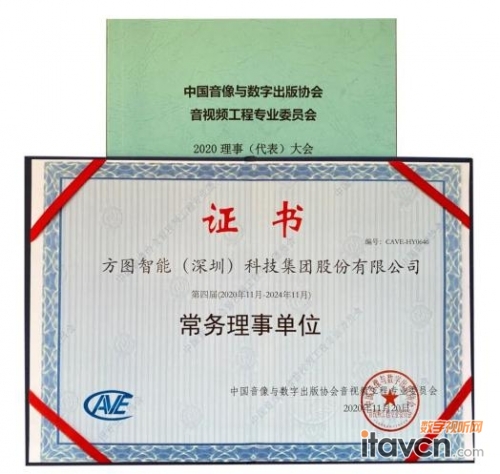 中国音像与数字出版协会
音视频工程专业委员会
2020 理事（代表）大会
证书
编号：CAVE-HY0646
方图智能（深圳）科技集团股份有限公司
第四届(2020年11月-2024年11月)
常务理事单位
CAVE
中国音像与数字出版协会音视频工程专业委员会
2020年11月20日
数字视听网
itavcn.com